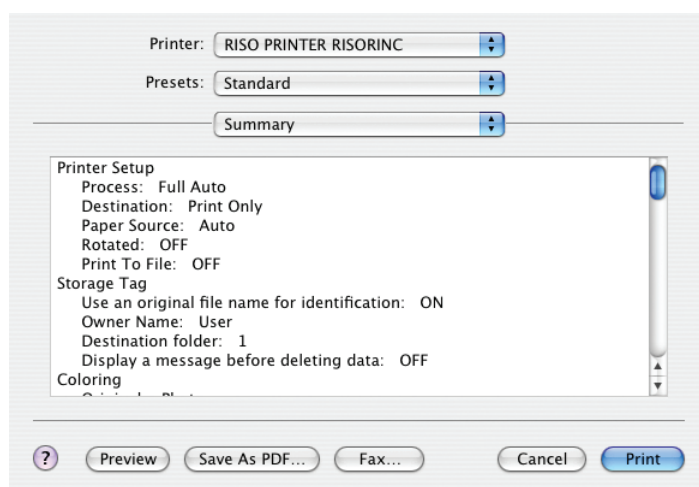 Printer: RISO PRINTER RISORINC
Presets: Standard
Summary
Printer Setup
Process: Full Auto
Destination: Print Only
Paper Source: Auto
Rotated: OFF
Print To File: OFF
Storage Tag
Use an original file name for identification: ON
Owner Name: User
Destination folder: 1
Display a message before deleting data: OFF
Coloring
? Preview Save As PDF... Fax... Cancel Print